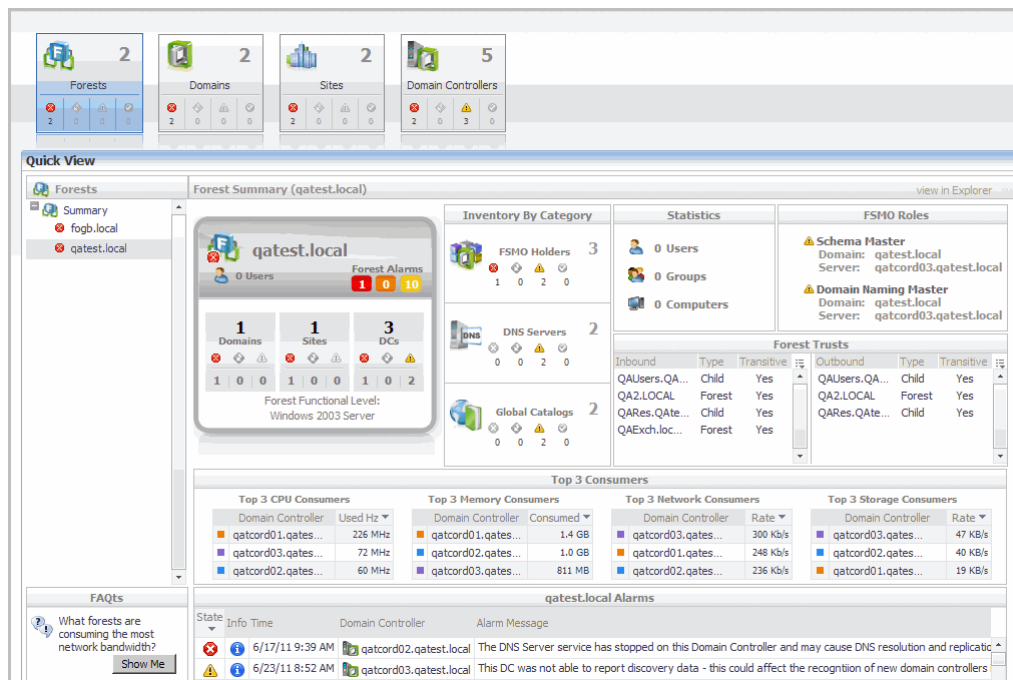 2 2 2 5
Forests Domains Sites Domain Controllers
2 0 0 0 2 0 0 0 2 0 0 0 2 0 3 0
Quick View
Forests
Summary
fogb.local
qatest.local
Forest Summary (qatest.local) view in Explorer
qatest.local
0 Users
Forest Alarms
1 0 10
1 1 3
Domains Sites DCs
1 0 0 1 0 0 1 0 2
Forest Functional Level:
Windows 2003 Server
Inventory By Category
FSMO Holders 3
1 0 2 0
DNS
DNS Servers 2
0 0 2 0
Global Catalogs 2
0 0 2 0
Statistics
0 Users
0 Groups
0 Computers
FSMO Roles
Schema Master
Domain: qatest.local
Server: qatcord03.qatest.local
Domain Naming Master
Domain: qatest.local
Server: qatcord03.qatest.local
Forest Trusts
Inbound Type Transitive Outbound Type Transitive
QAUsers.QA... Child Yes QAUsers.QA... Child Yes
QA2.LOCAL Forest Yes QA2.LOCAL Forest Yes
QARes.QAte... Child Yes QARes.QAte... Child Yes
QAExch.loc... Forest Yes
Top 3 Consumers
Top 3 CPU Consumers Top 3 Memory Consumers Top 3 Network Consumers Top 3 Storage Consumers
Domain Controller Used Hz Domain Controller Consumed Domain Controller Rate Domain Controller Rate
qatcord01.qates... 226 MHz qatcord01.qates... 1.4 GB qatcord03.qates... 300 Kb/s qatcord03.qates... 47 KB/s
qatcord03.qates... 72 MHz qatcord02.qates... 1.0 GB qatcord01.qates... 248 Kb/s qatcord02.qates... 40 KB/s
qatcord02.qates... 60 MHz qatcord03.qates... 811 MB qatcord02.qates... 236 Kb/s qatcord01.qates... 19 KB/s
FAQts
What forests are
consuming the most
network bandwidth?
Show Me
qatest.local Alarms
State Info Time Domain Controller Alarm Message
6/17/11 9:39 AM qatcord02.qatest.local The DNS Server service has stopped on this Domain Controller and may cause DNS resolution and replicatic
6/23/11 8:52 AM qatcord03.qatest.local This DC was not able to report discovery data - this could affect the recogntiion of new domain controllers